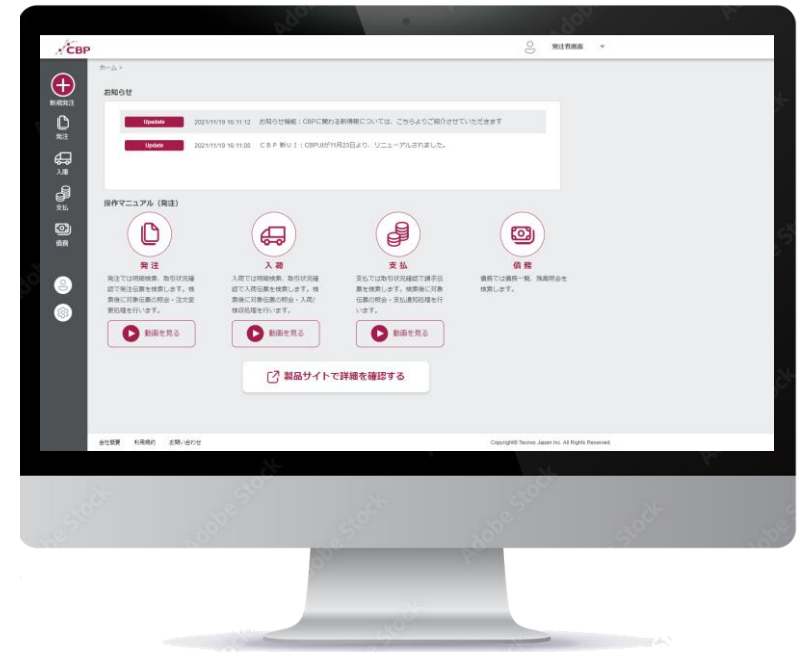 CBP
発注者画面
ホーム >
新規発注
発注
入庫
支払
債務
お知らせ
Upadate 2021/11/19 16:11:12 お知らせ機能：CBPに関わる新情報については、こちらよりご紹介させていただきます
Update 2021/11/19 16:11:00 CBP 新UI：CBPUIが11月23日より、リニューアルされました。
操作マニュアル（発注）
発注
発注では明細検索、取引状況確
認で発注伝票を検索します。検
索後に対象伝票の照会・注文変
更処理を行います。
動画を見る
入荷
入荷では明細検索、取引状況確
認で入荷伝票を検索します。検
索後に対象伝票の照会・入荷/
検収処理を行います。
動画を見る
支払
支払では取引状況確認で請求伝
票を検索します。検索後に対象
伝票の照会・支払通知処理を行
います。
動画を見る
債務
債務では債務一覧、残高照会を
検索します。
製品サイトで詳細を確認する
会社概要 利用規約 お問い合わせ
Copyright© Tecnos Japan Inc. All Rights Reserved.
Adobe Stock